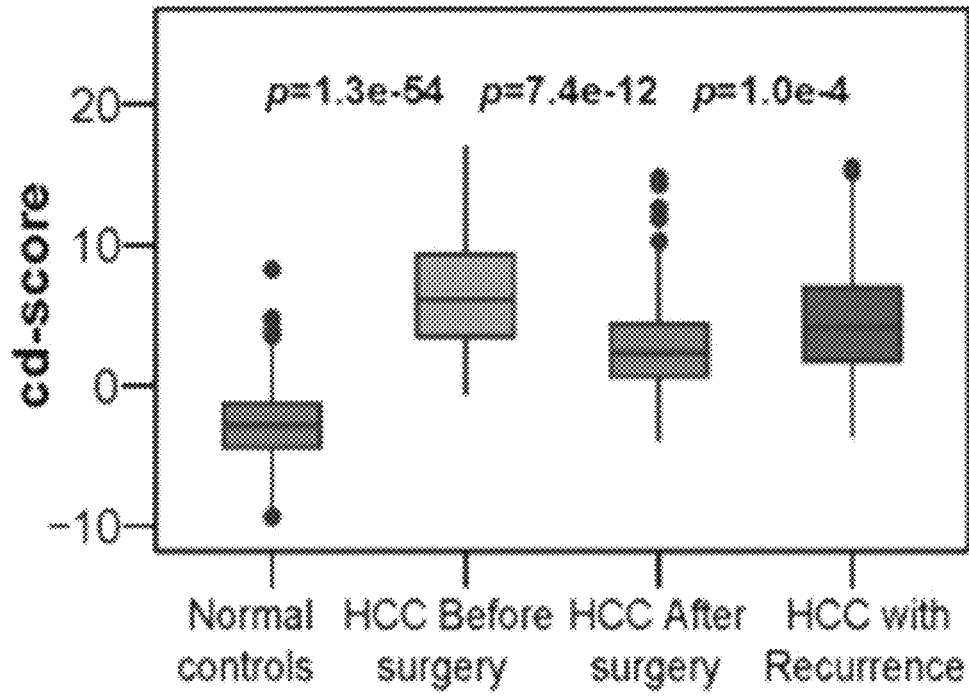 p=1.3e-54 p=7.4e-12 p=1.0e-4
20
10
0
−10
cd-score
Normal controls
HCC Before surgery
HCC After surgery
HCC with Recurrence